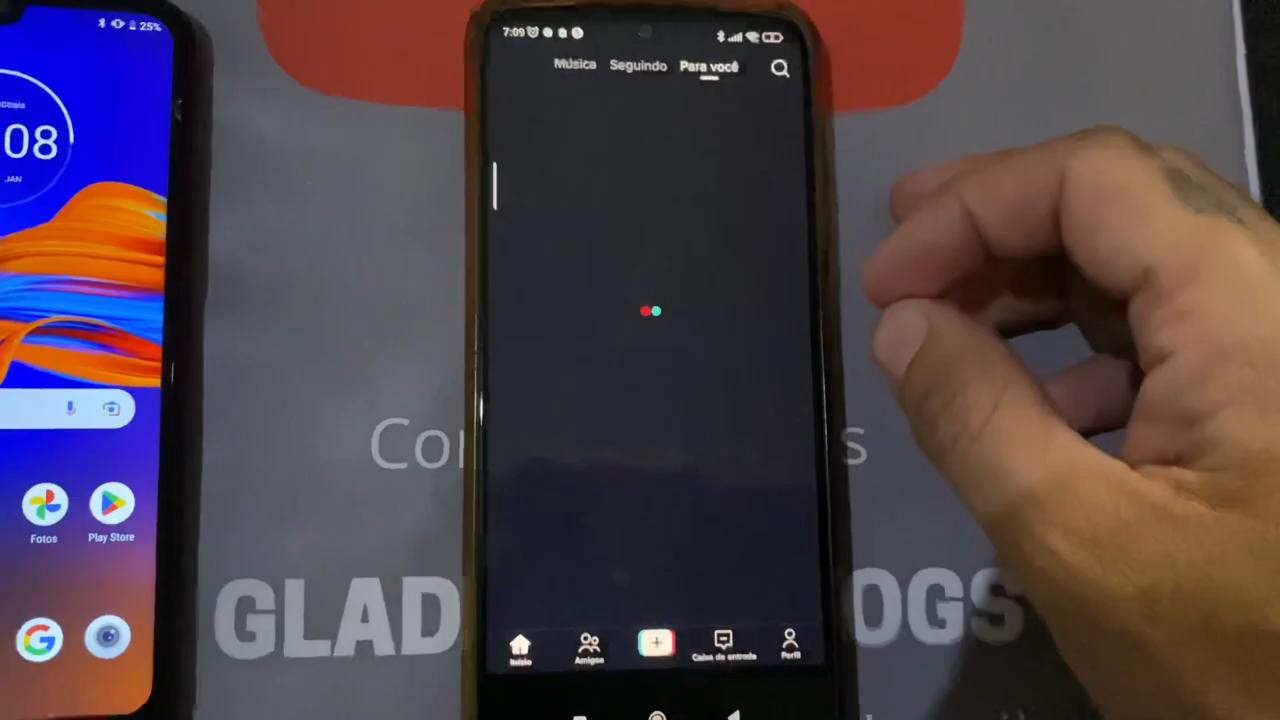 25%
08
JAN
Fotos
Play Store
G
7:09
Música Seguindo Para você
Início
Amigos
Caixa de entrada
Perfil
Co
s
GLAD
OGS